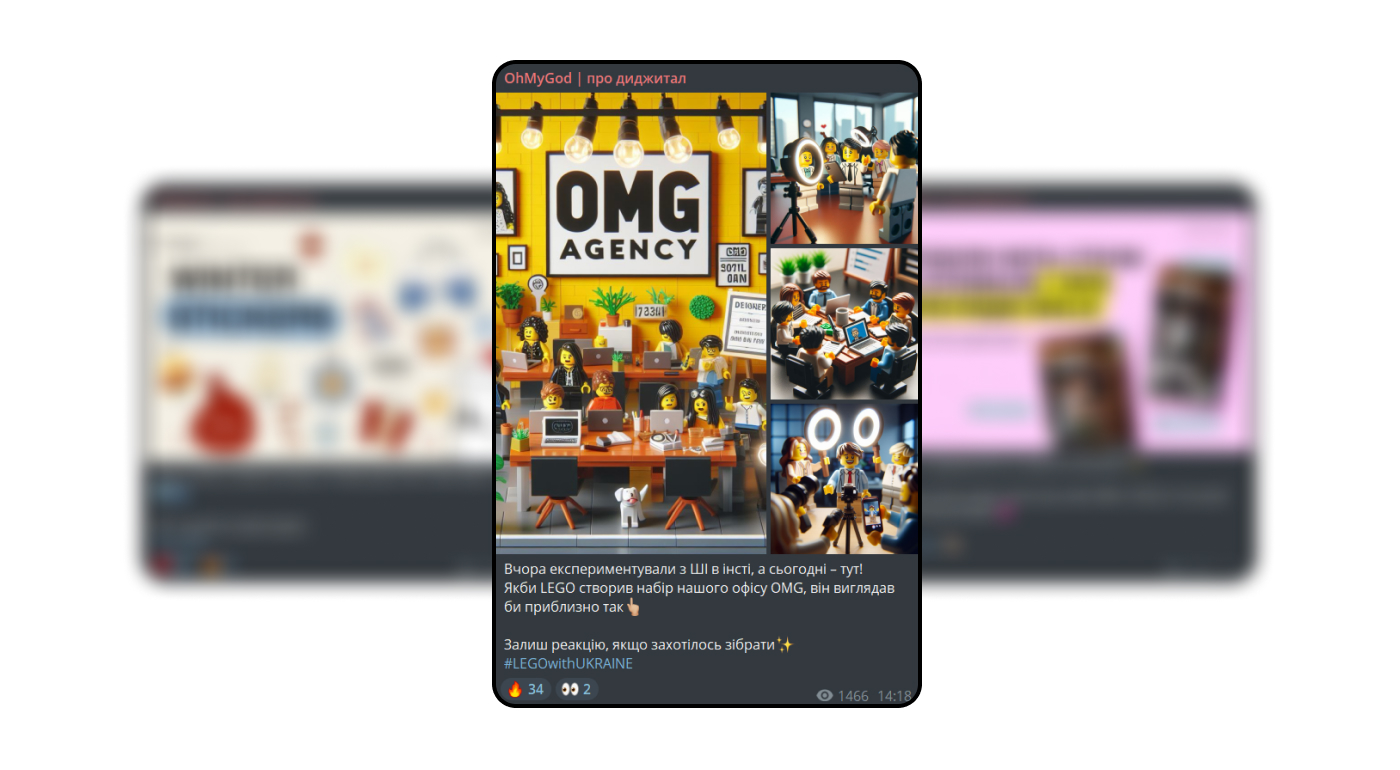 OhMyGod | про диджитал
OMG
AGENCY
Вчора експериментували з ШІ в інсті, а сьогодні – тут!
Якби LEGO створив набір нашого офісу OMG, він виглядав
би приблизно так👆🏼
Залиш реакцію, якщо захотілось зібрати✨
#LEGOwithUKRAINE
🔥 34 👀 2 1466 14:18